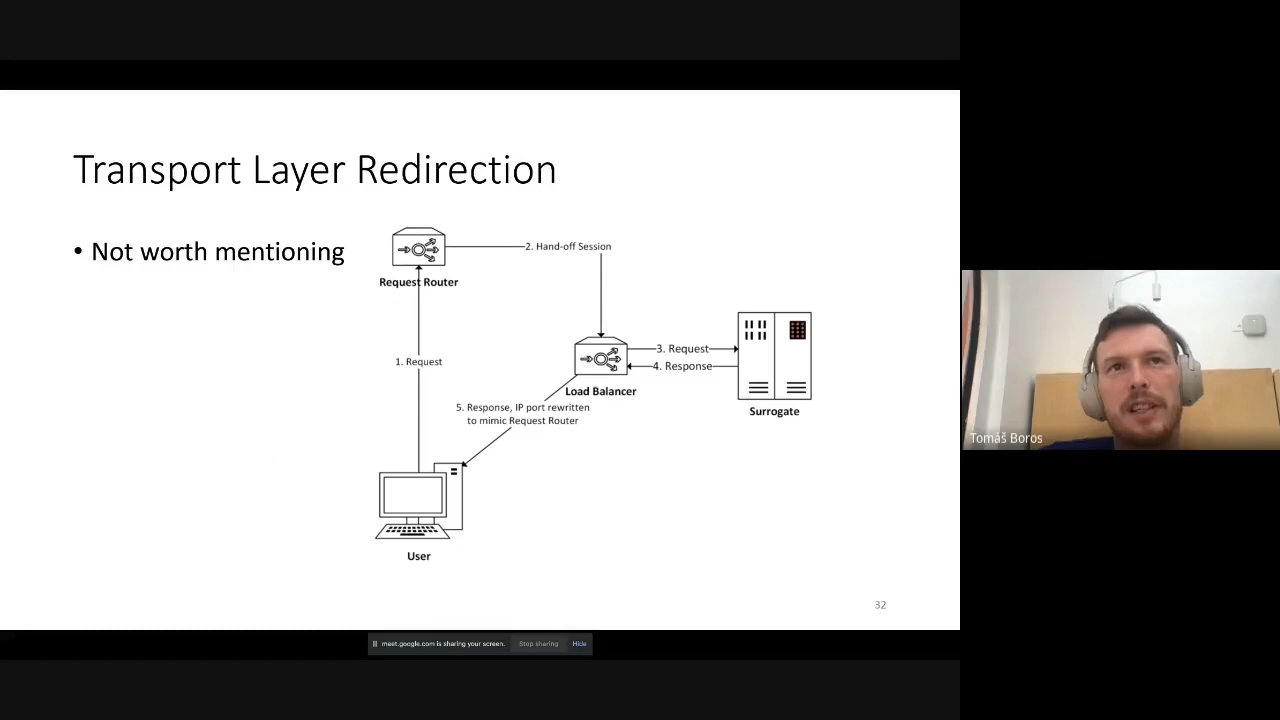 Transport Layer Redirection
• Not worth mentioning
2. Hand-off Session
Request Router
1. Request
3. Request
4. Response
Load Balancer
Surrogate
5. Response, IP port rewritten
to mimic Request Router
User
32
Tomáš Boros
meet.google.com is sharing your screen.
Stop sharing
Hide